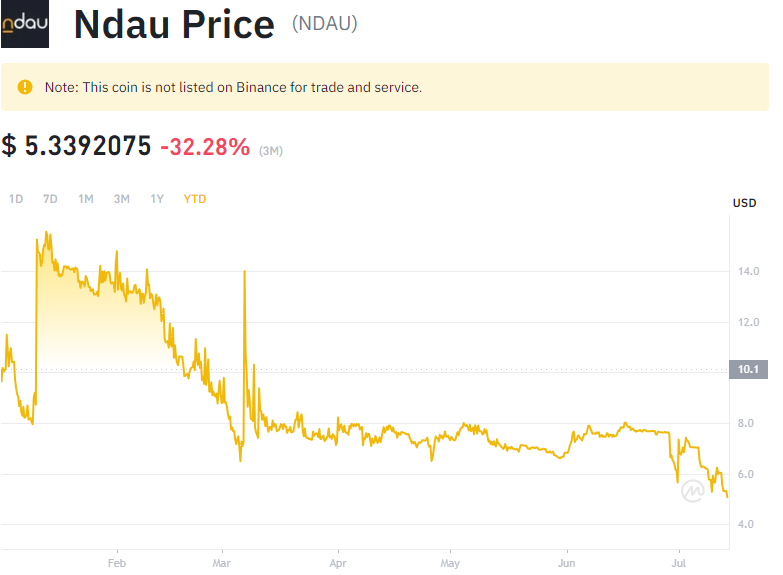 ndau
Ndau Price (NDAU)
Note: This coin is not listed on Binance for trade and service.
$ 5.3392075 -32.28% (3M)
1D 7D 1M 3M 1Y YTD
USD
14.0
12.0
10.1
8.0
6.0
4.0
Feb Mar Apr May Jun Jul